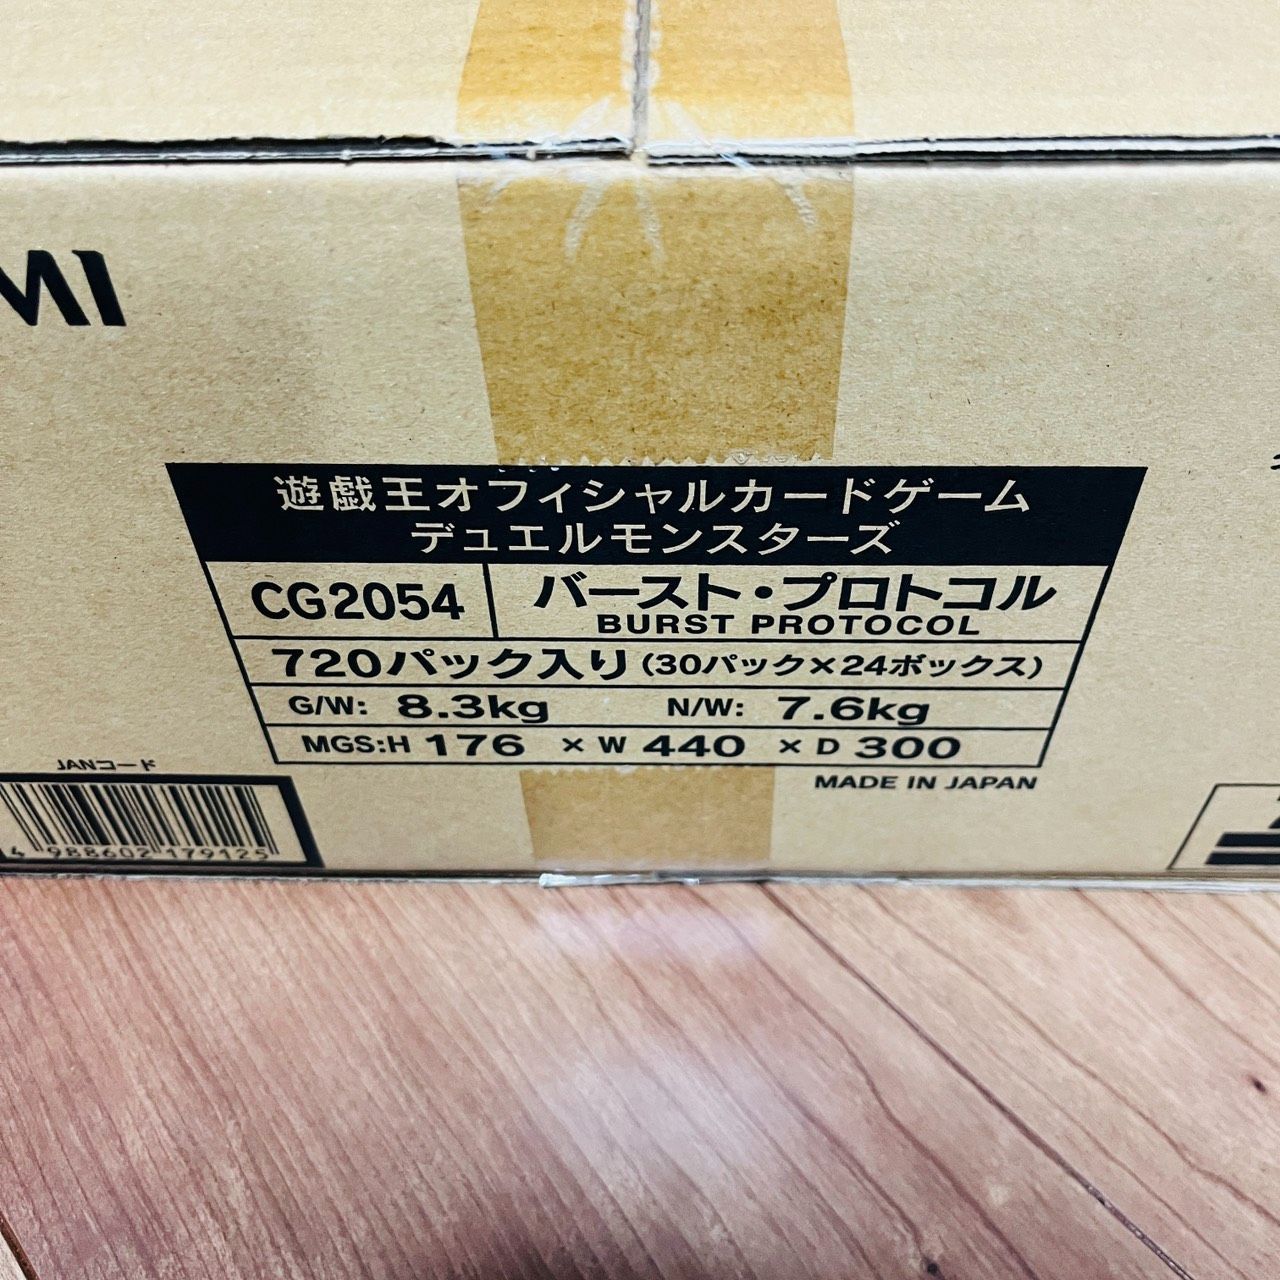 MI
遊戯王オフィシャルカードゲーム
デュエルモンスターズ
CG2054
バースト・プロトコル
BURST PROTOCOL
720パック入り(30パック×24ボックス)
G/W: 8.3kg N/W: 7.6kg
MGS:H 176 × W 440 × D 300
MADE IN JAPAN
JANコード
4 988602 179125